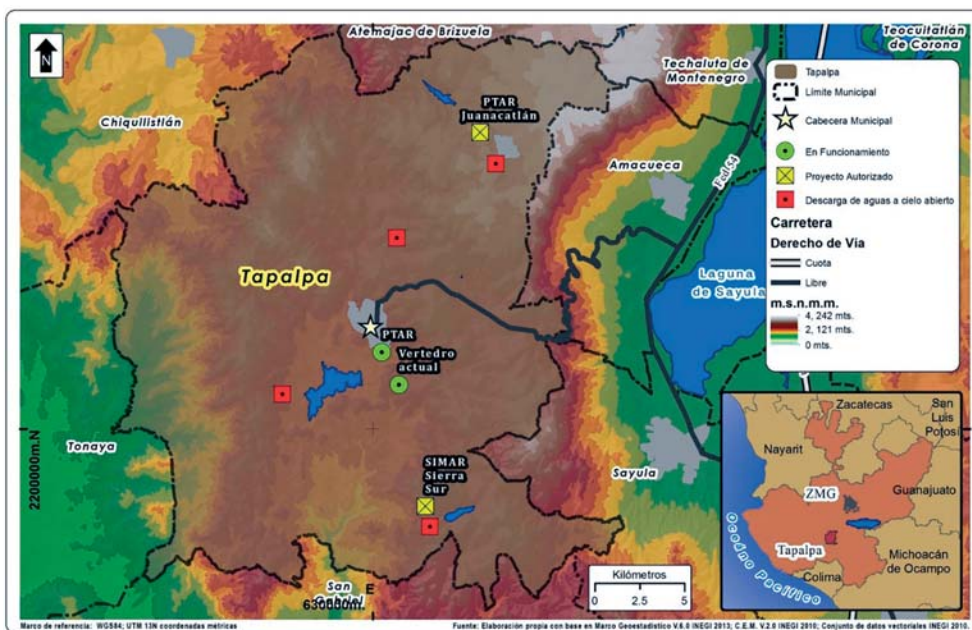 Atemajac de Brizuela
Teocuitatlán
de Corona
N
Techaluta de
Montenegro
Chiquilistlán
PTAR
Juanacatlán
Amacueca
Fed 54
Tapalpa
Laguna
de Sayula
PTAR
Vertedro
actual
Tonaya
2200000m.N
SIMAR
Sierra
Sur
Sayula
San
Gabriel
E
630000m.
Tapalpa
Límite Municipal
Cabecera Municipal
En Funcionamiento
Proyecto Autorizado
Descarga de aguas a cielo abierto
Carretera
Derecho de Vía
Cuota
Libre
m.s.n.m.m.
4, 242 mts.
2, 121 mts.
0 mts.
Kilómetros
0 2.5 5
Zacatecas
San
Luis
Potosí
Nayarit
ZMG
Guanajuato
Océano Pacífico
Tapalpa
Michoacán
de Ocampo
Colima
Marco de referencia: WGS84; UTM 13N coordenadas métricas
Fuente: Elaboración propia con base en Marco Geoestadístico V.6.0 INEGI 2013; C.E.M. V.2.0 INEGI 2010; Conjunto de datos vectoriales INEGI 2010.